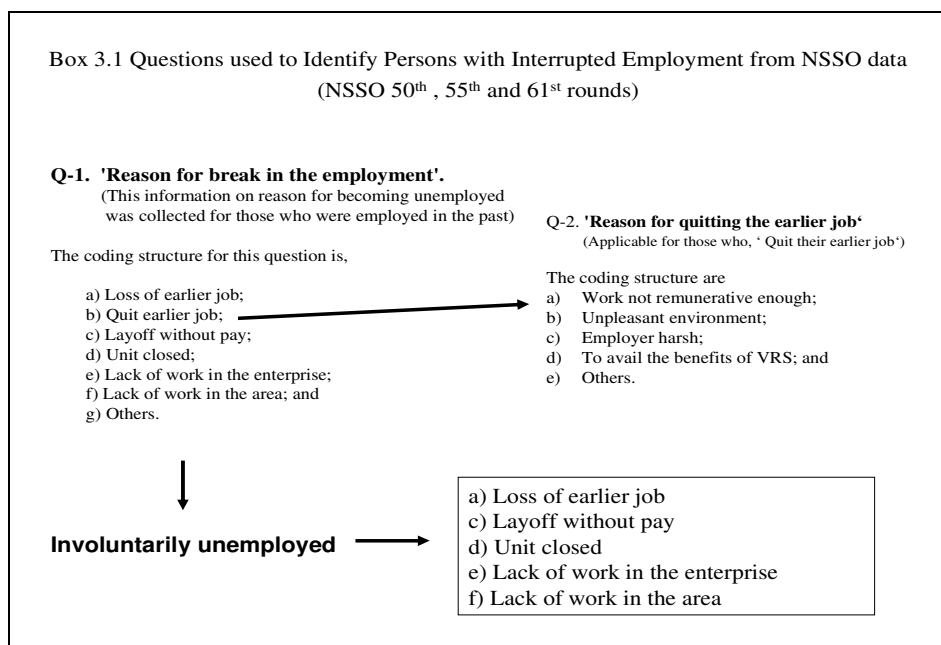 Box 3.1 Questions used to Identify Persons with Interrupted Employment from NSSO data
(NSSO 50th , 55th and 61st rounds)
Q-1. 'Reason for break in the employment'.
(This information on reason for becoming unemployed
was collected for those who were employed in the past)
The coding structure for this question is,
a) Loss of earlier job;
b) Quit earlier job;
c) Layoff without pay;
d) Unit closed;
e) Lack of work in the enterprise;
f) Lack of work in the area; and
g) Others.
Q-2. 'Reason for quitting the earlier job‘
(Applicable for those who, ‘ Quit their earlier job‘)
The coding structure are
a) Work not remunerative enough;
b) Unpleasant environment;
c) Employer harsh;
d) To avail the benefits of VRS; and
e) Others.
Involuntarily unemployed
a) Loss of earlier job
c) Layoff without pay
d) Unit closed
e) Lack of work in the enterprise
f) Lack of work in the area